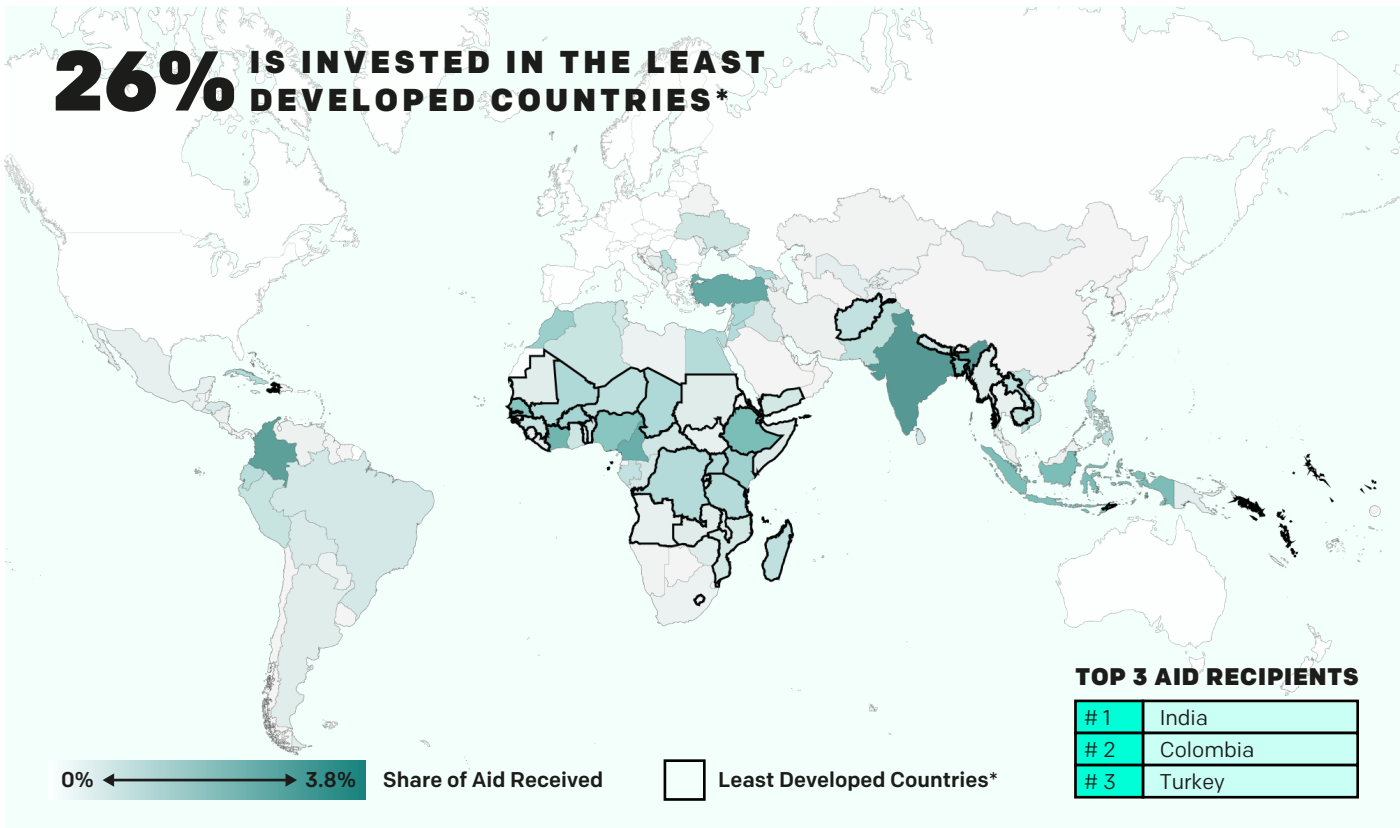 26% IS INVESTED IN THE LEAST
DEVELOPED COUNTRIES*
TOP 3 AID RECIPIENTS
# 1 India
# 2 Colombia
# 3 Turkey
0% 3.8% Share of Aid Received
Least Developed Countries*